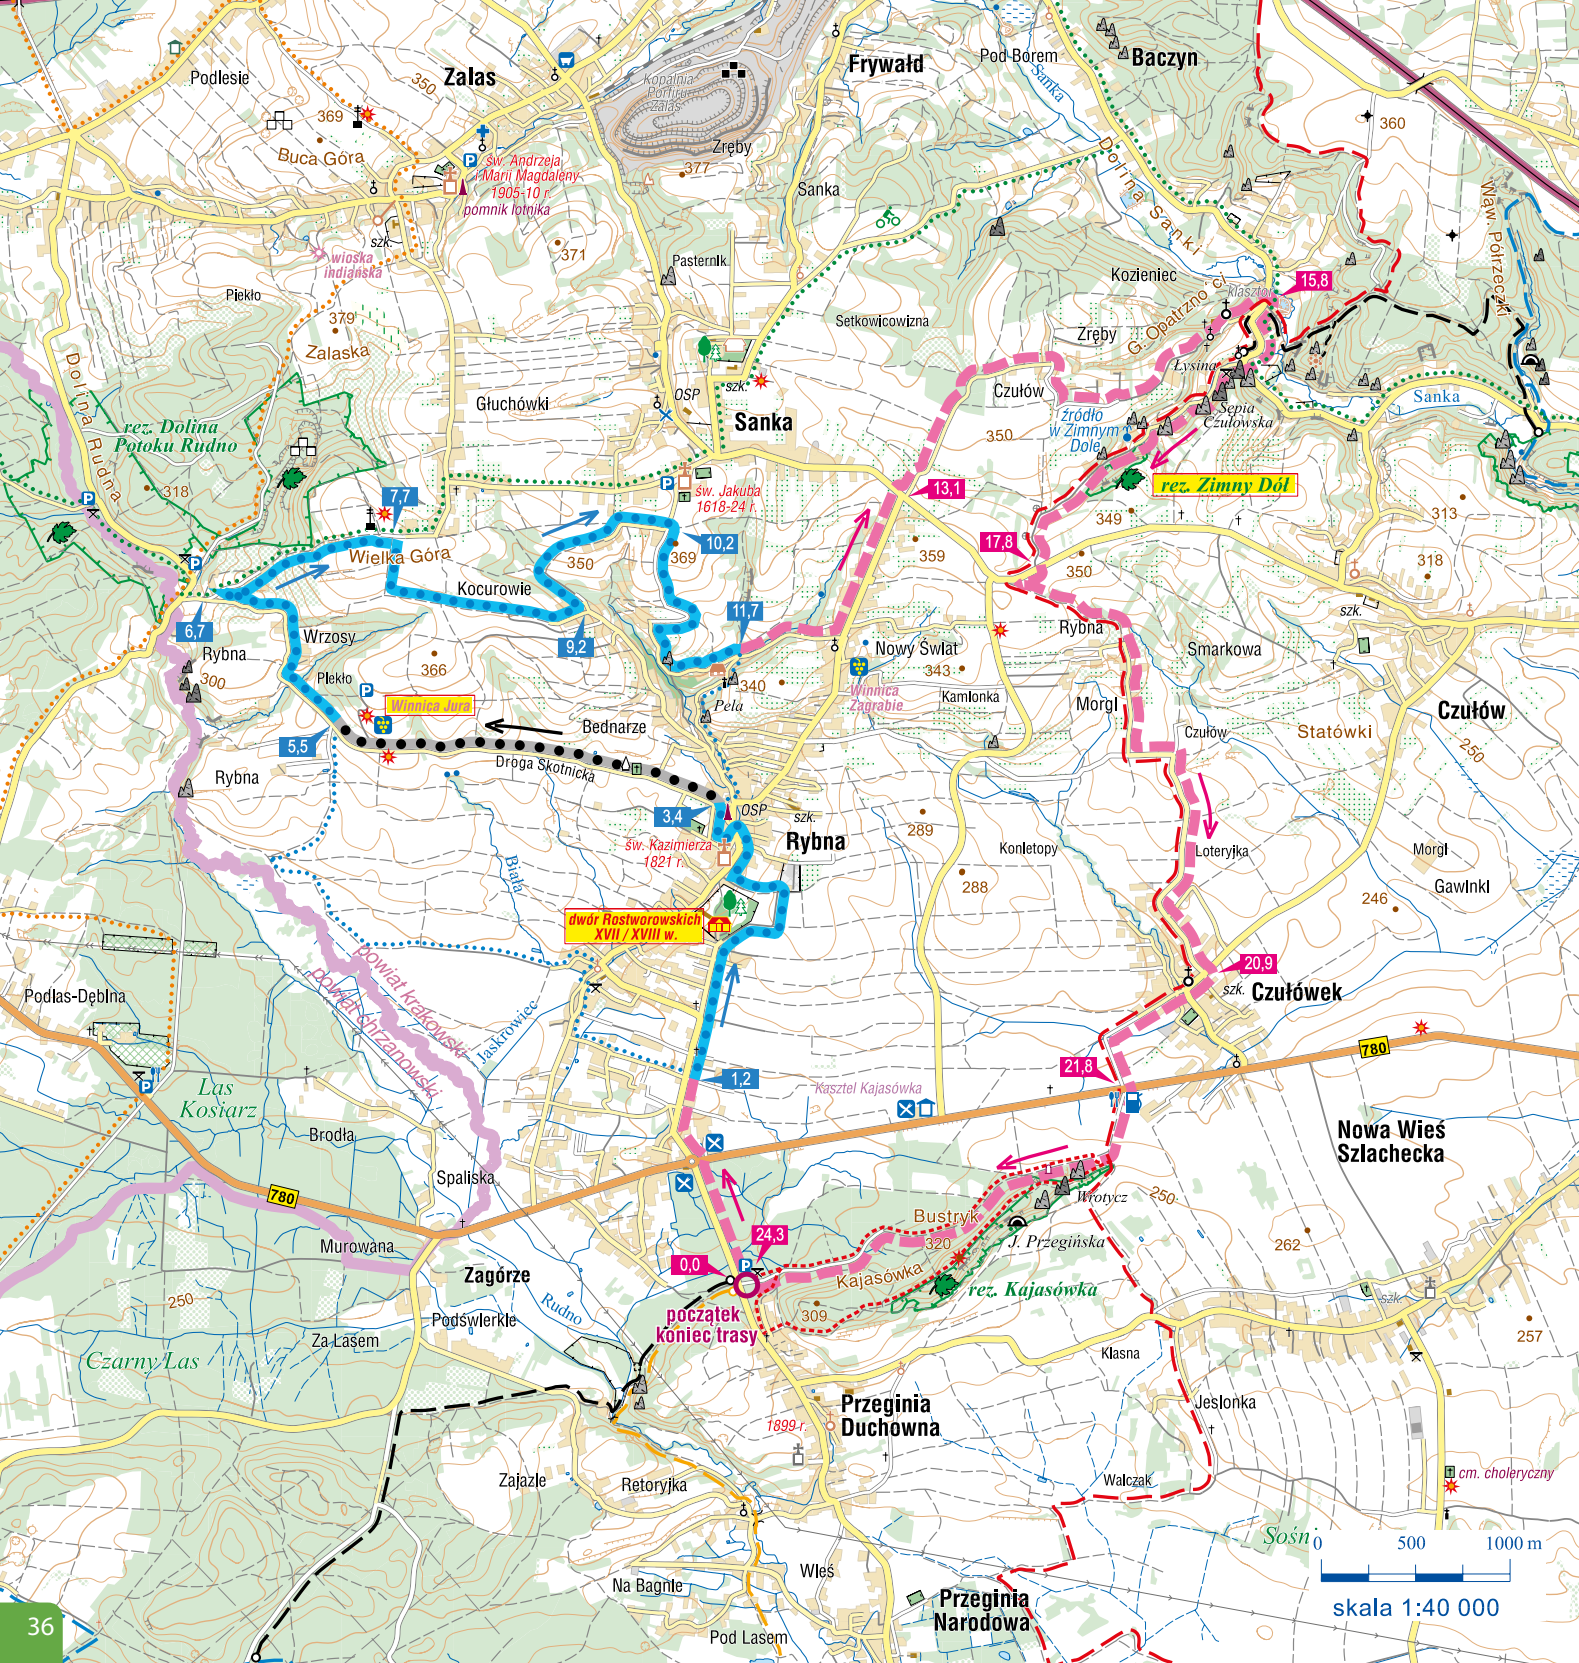 Podlesie
Zalas
350
369
Buca Góra
Kopalnia
Porfiru
Zalas
Zręby
377
Frywałd
Pod Borem
Sanka
Baczyn
360
św. Andrzeja
i Marii Magdaleny
1905-10 r.
pomnik lotnika
szk.
wioska
indiańska
Piekło
371
379
Zalaska
Pasternik
Sanka
Dolina Sanki
Kozieniec
G. Opatrzno
klasztor
15,8
Wąw. Półrzeczki
Setkowicowizna
Zręby
Łysina
Dolina Rudna
rez. Dolina
Potoku Rudno
318
Głuchówki
OSP
szk.
Sanka
Czułów
350
źródło
w Zimnym
Dole
Sepia
Czułowska
Sanka
rez. Zimny Dół
7,7
Wielka Góra
św. Jakuba
1618-24 r.
13,1
349
313
318
10,2
369
350
359
17,8
350
Kocurowie
6,7
9,2
11,7
Rybna
300
Wrzosy
366
Piekło
Winnica Jura
340
Pela
Nowy Świat
343
Winnica
Zagrabie
Kamionka
Rybna
Smarkowa
szk.
Morgi
Czułów
Statówki
Czułów
250
5,5
Bednarze
Droga Skotnicka
Rybna
3,4
OSP
szk.
Rybna
św. Kazimierza
1821 r.
289
Konletopy
288
Loteryjka
Morgi
Gawinki
246
Biała
dwór Rostworowskich
XVII / XVIII w.
powiat krakowski
powiat chrzanowski
Jaskrowiec
Podlas-Dębina
20,9
szk.
Czułówek
780
21,8
1,2
Kasztel Kajasówka
Las
Kosiarz
Brodła
Spaliska
780
Nowa Wieś
Szlachecka
Wrotycz
250
Bustryk
320
J. Przegińska
262
Murowana
Zagórze
24,3
0,0
Kajasówka
rez. Kajasówka
309
początek
koniec trasy
szk.
257
250
Za Lasem
Podświerkle
Rudno
Czarny Las
Klasna
Jeslonka
Przeginia
Duchowna
1899 r.
Zajazie
Retoryjka
Walczak
cm. choleryczny
Sośn
Na Bagnie
Wieś
Pod Lasem
Przeginia
Narodowa
0 500 1000 m
skala 1:40 000
36